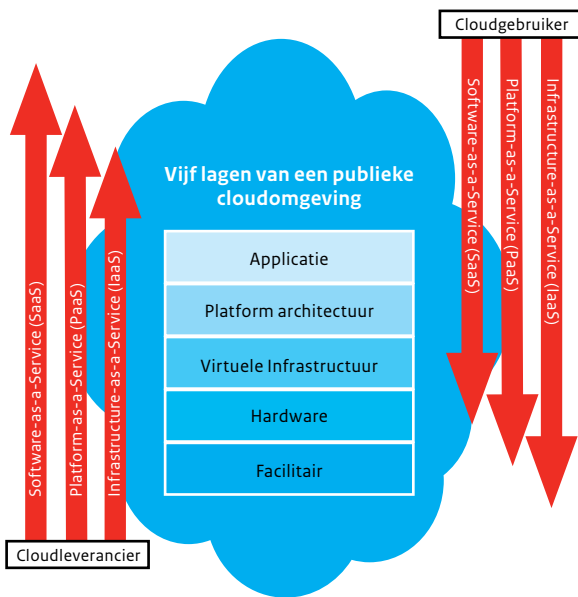 Cloudgebruiker
Software-as-a-Service (SaaS)
Platform-as-a-Service (PaaS)
Infrastructure-as-a-Service (IaaS)
Vijf lagen van een publieke
cloudomgeving
Applicatie
Platform architectuur
Virtuele Infrastructuur
Hardware
Facilitair
Software-as-a-Service (SaaS)
Platform-as-a-Service (PaaS)
Infrastructure-as-a-Service (IaaS)
Cloudleverancier